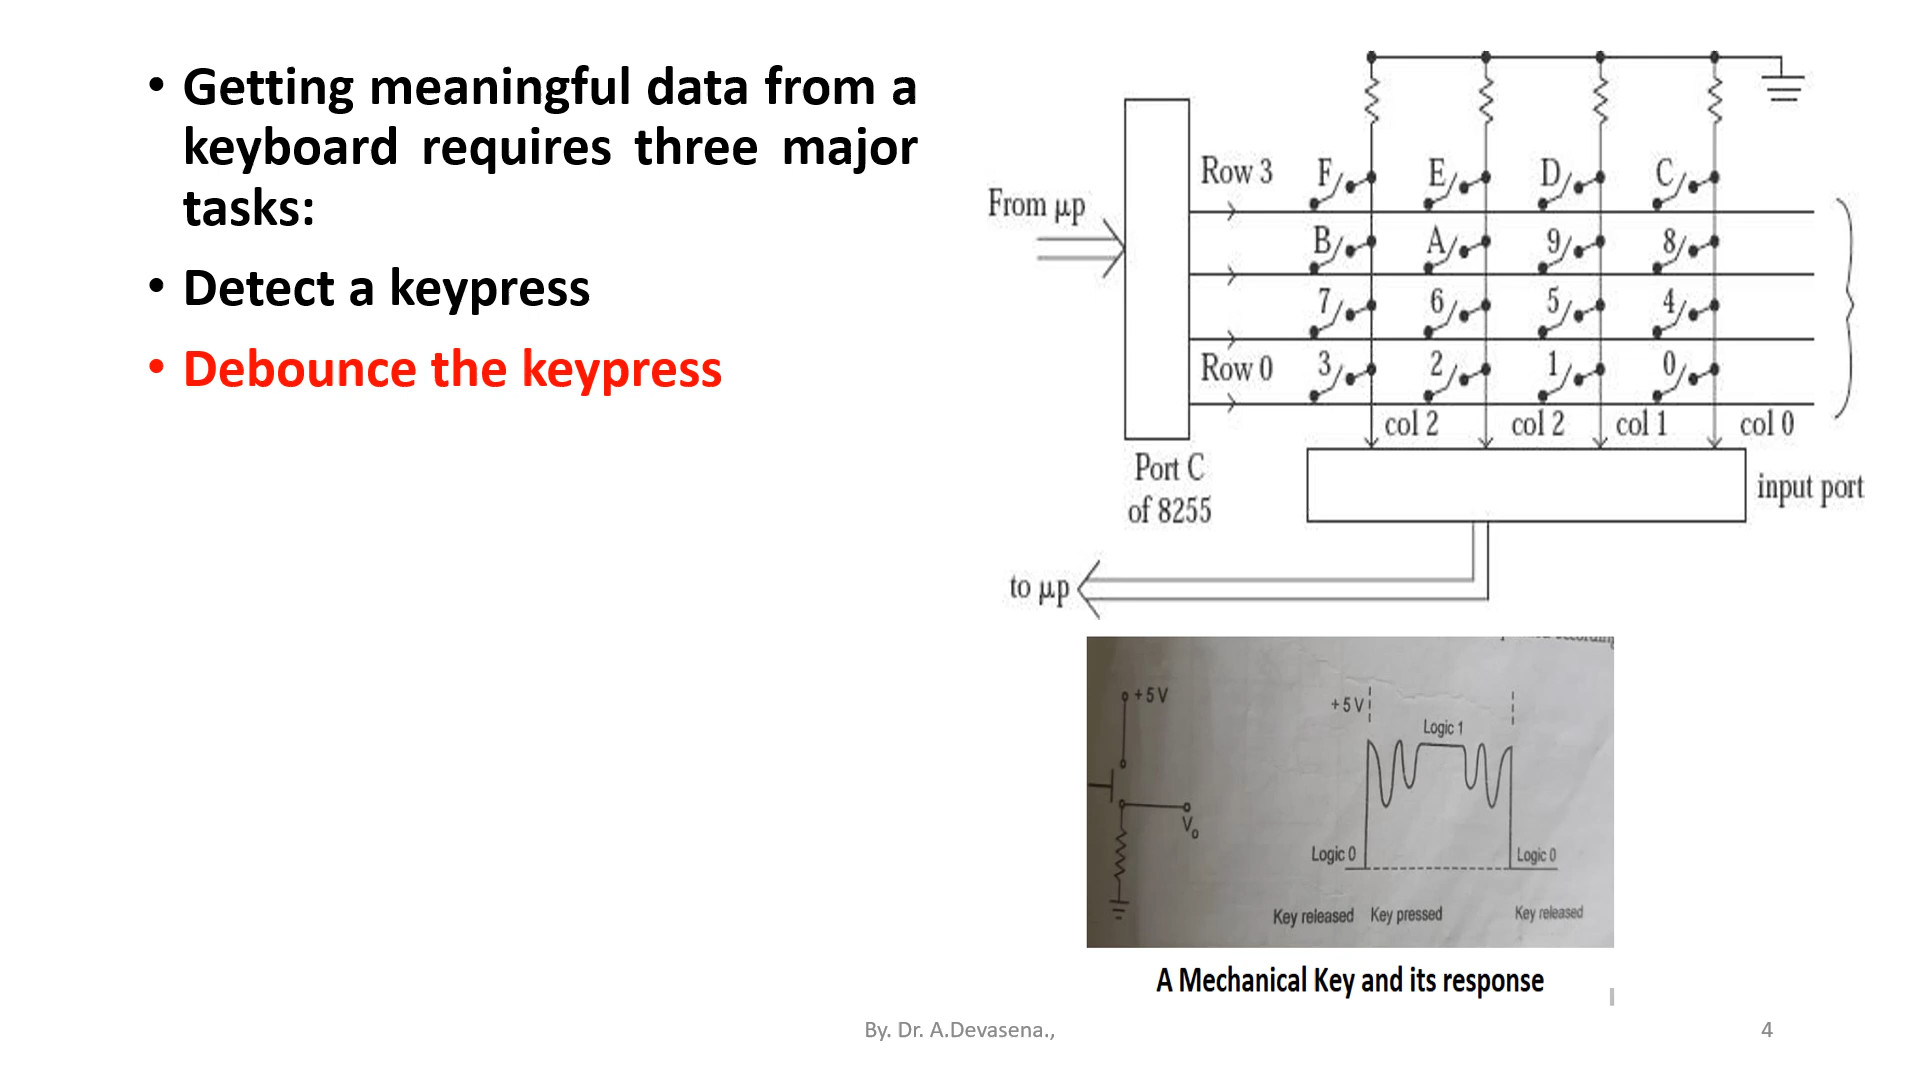 • Getting meaningful data from a
keyboard requires three major
tasks:
• Detect a keypress
• Debounce the keypress
From μp
Row 3 F E D C
B A 9 8
7 6 5 4
Row 0 3 2 1 0
col 2 col 2 col 1 col 0
Port C
of 8255
input port
to μp
+5V
Vo
+5V
Logic 1
Logic 0 Logic 0
Key released Key pressed Key released
A Mechanical Key and its response
By. Dr. A.Devasena.,
4